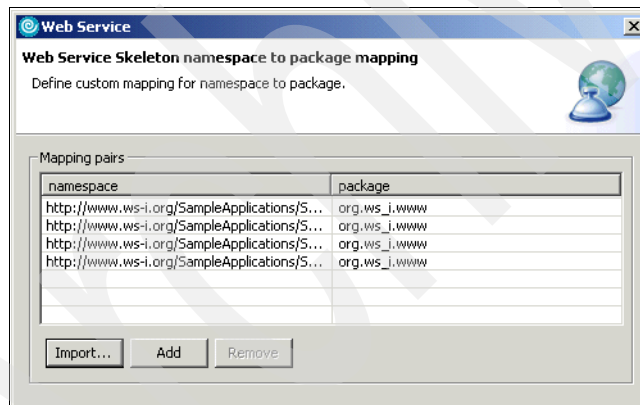 Web Service
Web Service Skeleton namespace to package mapping
Define custom mapping for namespace to package.
Mapping pairs
namespace package
http://www.ws-i.org/SampleApplications/S... org.ws_i.www
http://www.ws-i.org/SampleApplications/S... org.ws_i.www
http://www.ws-i.org/SampleApplications/S... org.ws_i.www
http://www.ws-i.org/SampleApplications/S... org.ws_i.www
Import... Add Remove